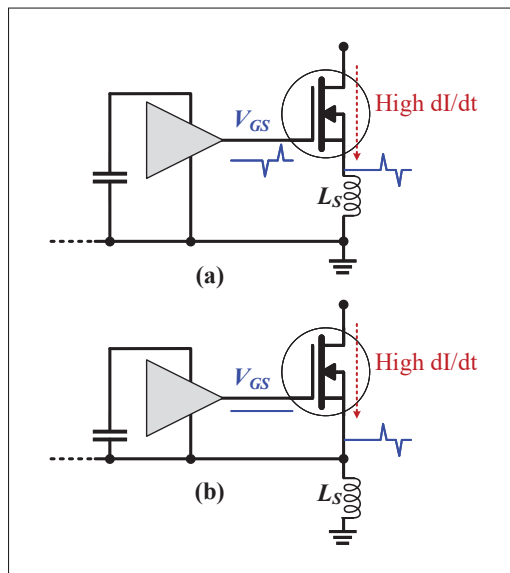 V_GS
High dI/dt
L_S
(a)
V_GS
High dI/dt
L_S
(b)